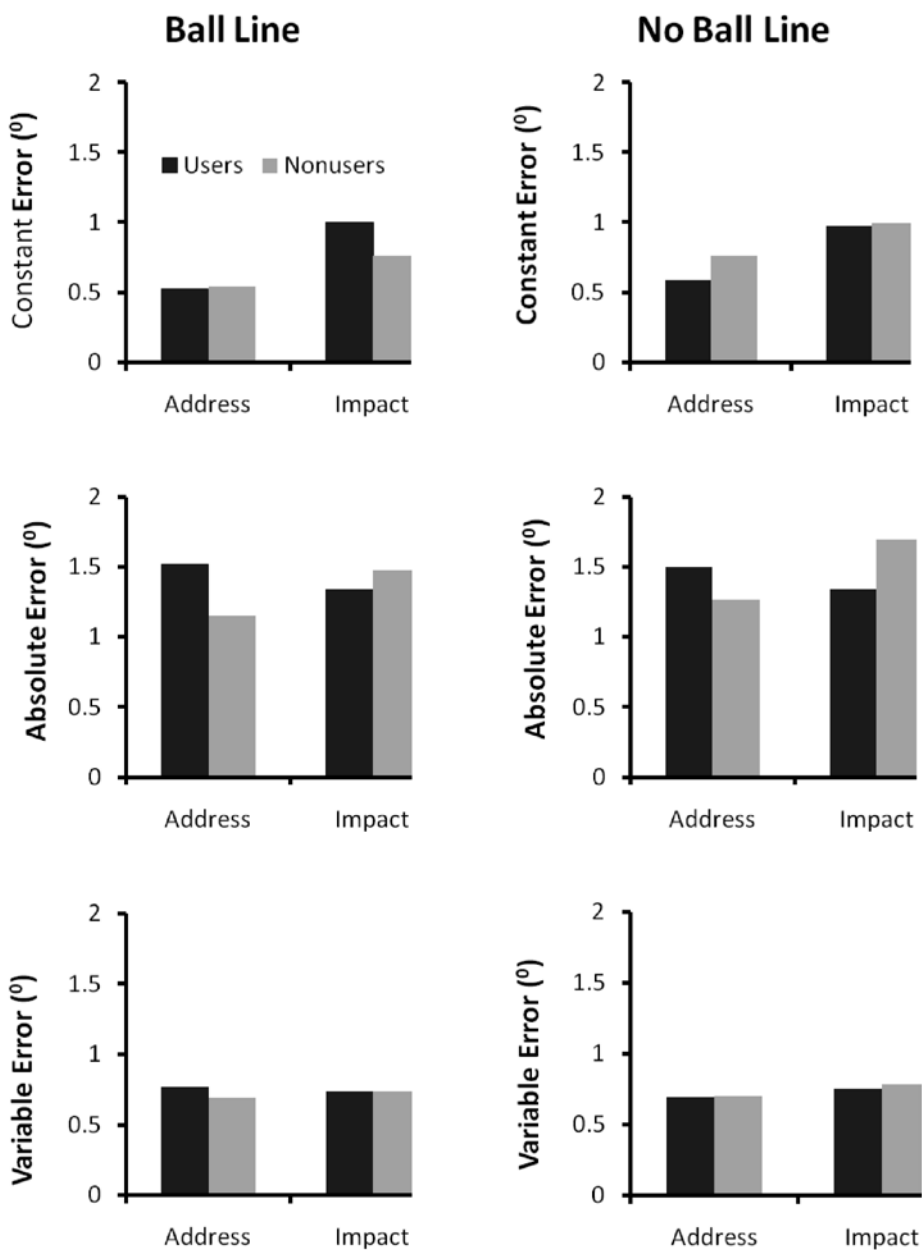 Ball Line
No Ball Line
Constant Error (⁰)
2
1.5
1
0.5
0
Users Nonusers
Address Impact
Constant Error (⁰)
2
1.5
1
0.5
0
Address Impact
Absolute Error (⁰)
2
1.5
1
0.5
0
Address Impact
Absolute Error (⁰)
2
1.5
1
0.5
0
Address Impact
Variable Error (⁰)
2
1.5
1
0.5
0
Address Impact
Variable Error (⁰)
2
1.5
1
0.5
0
Address Impact